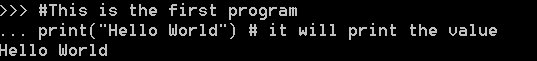 >>> #This is the first program
... print("Hello World") # it will print the value
Hello World